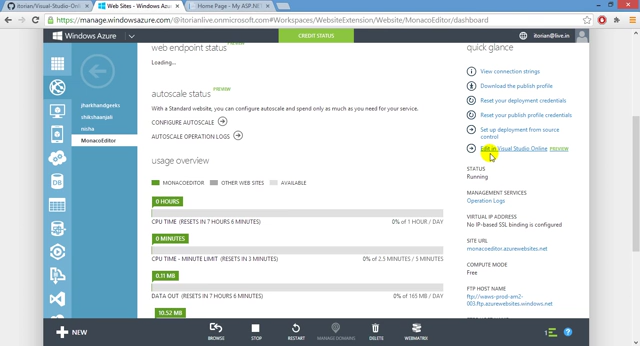 itorian/Visual-Studio-Onl
Web Sites - Windows Azu
Home Page - My ASP.NE
https://manage.windowsazure.com/@itorianlive.onmicrosoft.com#Workspaces/WebsiteExtension/Website/MonacoEditor/dashboard
Windows Azure
CREDIT STATUS
itorian@live.in
jharkhandgeeks
shikshaanjali
nisha
MonacoEditor
web endpoint status
PREVIEW
Loading...
autoscale status
PREVIEW
With a Standard website, you can configure autoscale and spend only as much as you need for your service.
CONFIGURE AUTOSCALE
AUTOSCALE OPERATION LOGS
usage overview
MONACOEDITOR
OTHER WEB SITES
AVAILABLE
0 HOURS
CPU TIME (RESETS IN 7 HOURS 6 MINUTES)
0% of 1 HOUR / DAY
0 MINUTES
CPU TIME - MINUTE LIMIT (RESETS IN 3 MINUTES)
0% OF 2.5 MINUTES / 5 MINUTES
0.11 MB
DATA OUT (RESETS IN 7 HOURS 6 MINUTES)
0% of 165 MB / DAY
10.52 MB
quick glance
View connection strings
Download the publish profile
Reset your deployment credentials
Reset your publish profile credentials
Set up deployment from source
control
Edit in Visual Studio Online PREVIEW
STATUS
Running
MANAGEMENT SERVICES
Operation Logs
VIRTUAL IP ADDRESS
No IP-based SSL binding is configured
SITE URL
monacoeditor.azurewebsites.net
COMPUTE MODE
Free
FTP HOST NAME
ftp://waws-prod-am2-
003.ftp.azurewebsites.windows.net
NEW
BROWSE
STOP
RESTART
MANAGE DOMAINS
DELETE
WEBMATRIX
1